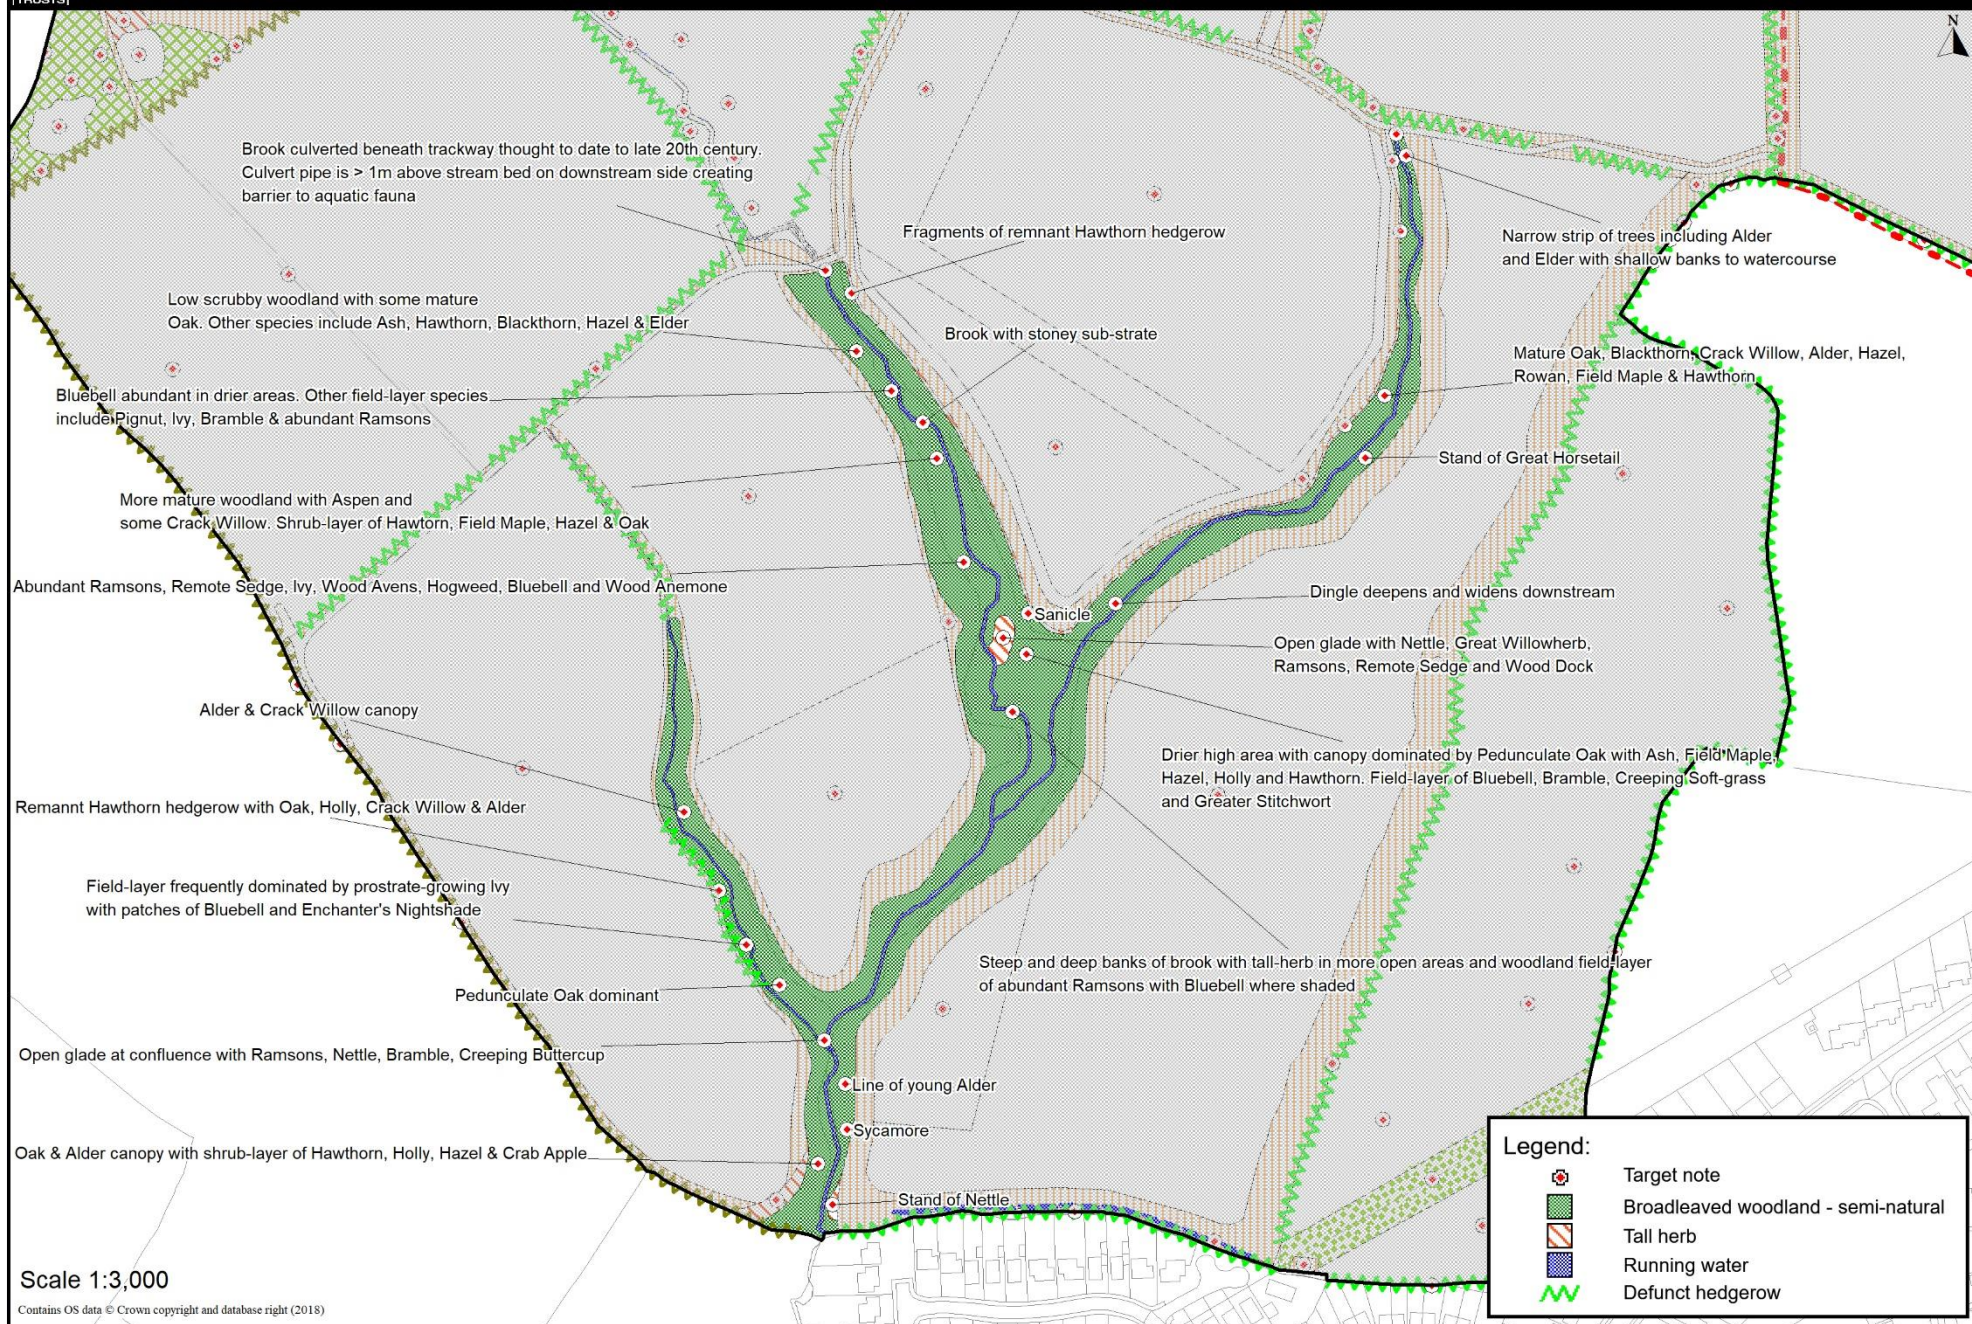 TRUSTS]
N
Brook culverted beneath trackway thought to date to late 20th century.
Culvert pipe is > 1m above stream bed on downstream side creating
barrier to aquatic fauna
Fragments of remnant Hawthorn hedgerow
Narrow strip of trees including Alder
and Elder with shallow banks to watercourse
Low scrubby woodland with some mature
Oak. Other species include Ash, Hawthorn, Blackthorn, Hazel & Elder
Brook with stoney sub-strate
Mature Oak, Blackthorn, Crack Willow, Alder, Hazel,
Rowan, Field Maple & Hawthorn
Bluebell abundant in drier areas. Other field-layer species
include Pignut, Ivy, Bramble & abundant Ramsons
Stand of Great Horsetail
More mature woodland with Aspen and
some Crack Willow. Shrub-layer of Hawtorn, Field Maple, Hazel & Oak
Abundant Ramsons, Remote Sedge, Ivy, Wood Avens, Hogweed, Bluebell and Wood Anemone
Dingle deepens and widens downstream
Sanicle
Open glade with Nettle, Great Willowherb,
Ramsons, Remote Sedge and Wood Dock
Alder & Crack Willow canopy
Drier high area with canopy dominated by Pedunculate Oak with Ash, Field Maple,
Hazel, Holly and Hawthorn. Field-layer of Bluebell, Bramble, Creeping Soft-grass
and Greater Stitchwort
Remannt Hawthorn hedgerow with Oak, Holly, Crack Willow & Alder
Field-layer frequently dominated by prostrate-growing Ivy
with patches of Bluebell and Enchanter's Nightshade
Steep and deep banks of brook with tall-herb in more open areas and woodland field-layer
of abundant Ramsons with Bluebell where shaded
Pedunculate Oak dominant
Open glade at confluence with Ramsons, Nettle, Bramble, Creeping Buttercup
Line of young Alder
Sycamore
Oak & Alder canopy with shrub-layer of Hawthorn, Holly, Hazel & Crab Apple
Stand of Nettle
Legend:
Target note
Broadleaved woodland - semi-natural
Tall herb
Running water
Defunct hedgerow
Scale 1:3,000
Contains OS data © Crown copyright and database right (2018)